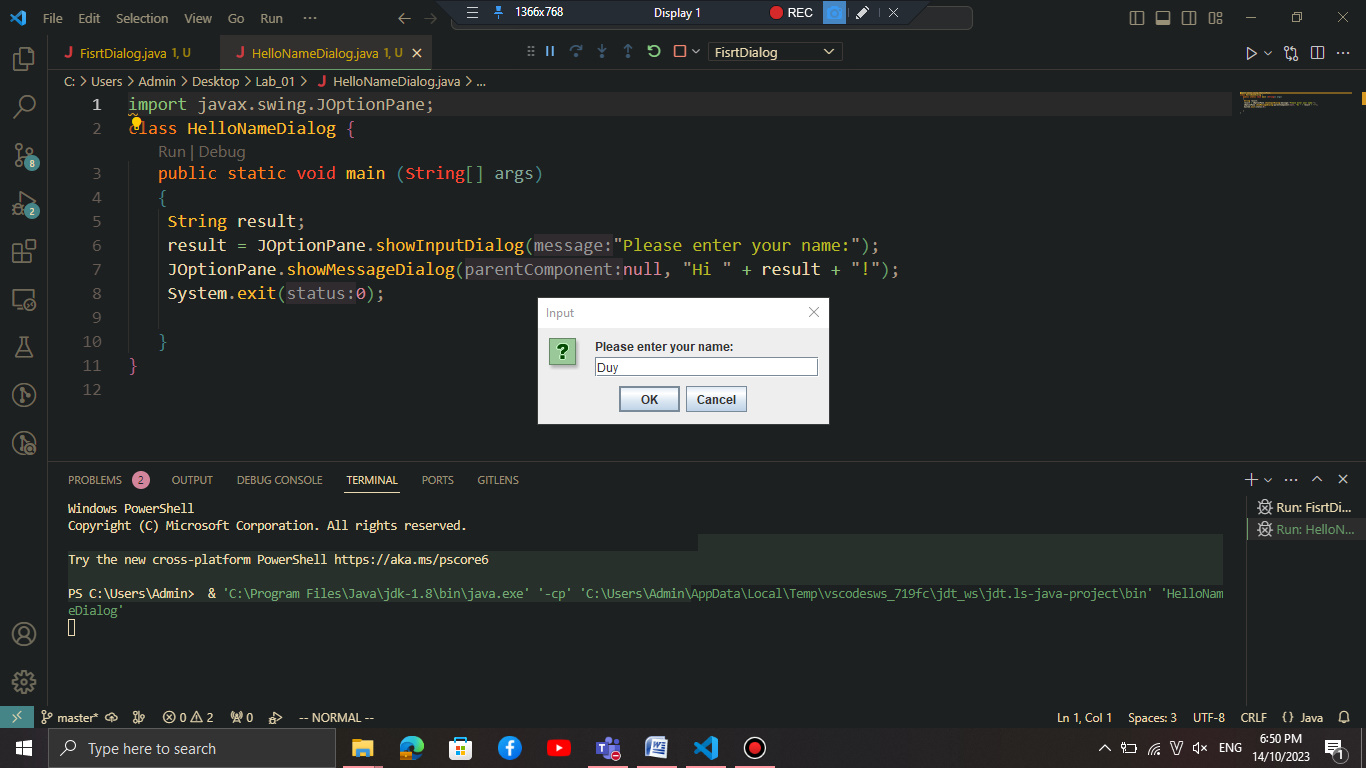 File Edit Selection View Go Run ···
1366x768 Display 1 REC
FisrtDialog.java 1, U HelloNameDialog.java 1, U
FisrtDialog
C: > Users > Admin > Desktop > Lab_01 > J HelloNameDialog.java > ...
1 import javax.swing.JOptionPane;
2 class HelloNameDialog {
Run | Debug
3 public static void main (String[] args)
4 {
5 String result;
6 result = JOptionPane.showInputDialog(message:"Please enter your name:");
7 JOptionPane.showMessageDialog(parentComponent:null, "Hi " + result + "!");
8 System.exit(status:0);
9
10 }
11 }
12
Input
Please enter your name:
Duy
OK Cancel
8
2
PROBLEMS 2 OUTPUT DEBUG CONSOLE TERMINAL PORTS GITLENS
Windows PowerShell
Copyright (C) Microsoft Corporation. All rights reserved.
Try the new cross-platform PowerShell https://aka.ms/pscore6
PS C:\Users\Admin> & 'C:\Program Files\Java\jdk-1.8\bin\java.exe' '-cp' 'C:\Users\Admin\AppData\Local\Temp\vscodesws_719fc\jdt_ws\jdt.ls-java-project\bin' 'HelloNam
eDialog'
Run: FisrtDi...
Run: HelloN...
master* 0 2 0 -- NORMAL --
Ln 1, Col 1 Spaces: 3 UTF-8 CRLF {} Java
Type here to search
ENG
6:50 PM
14/10/2023
1